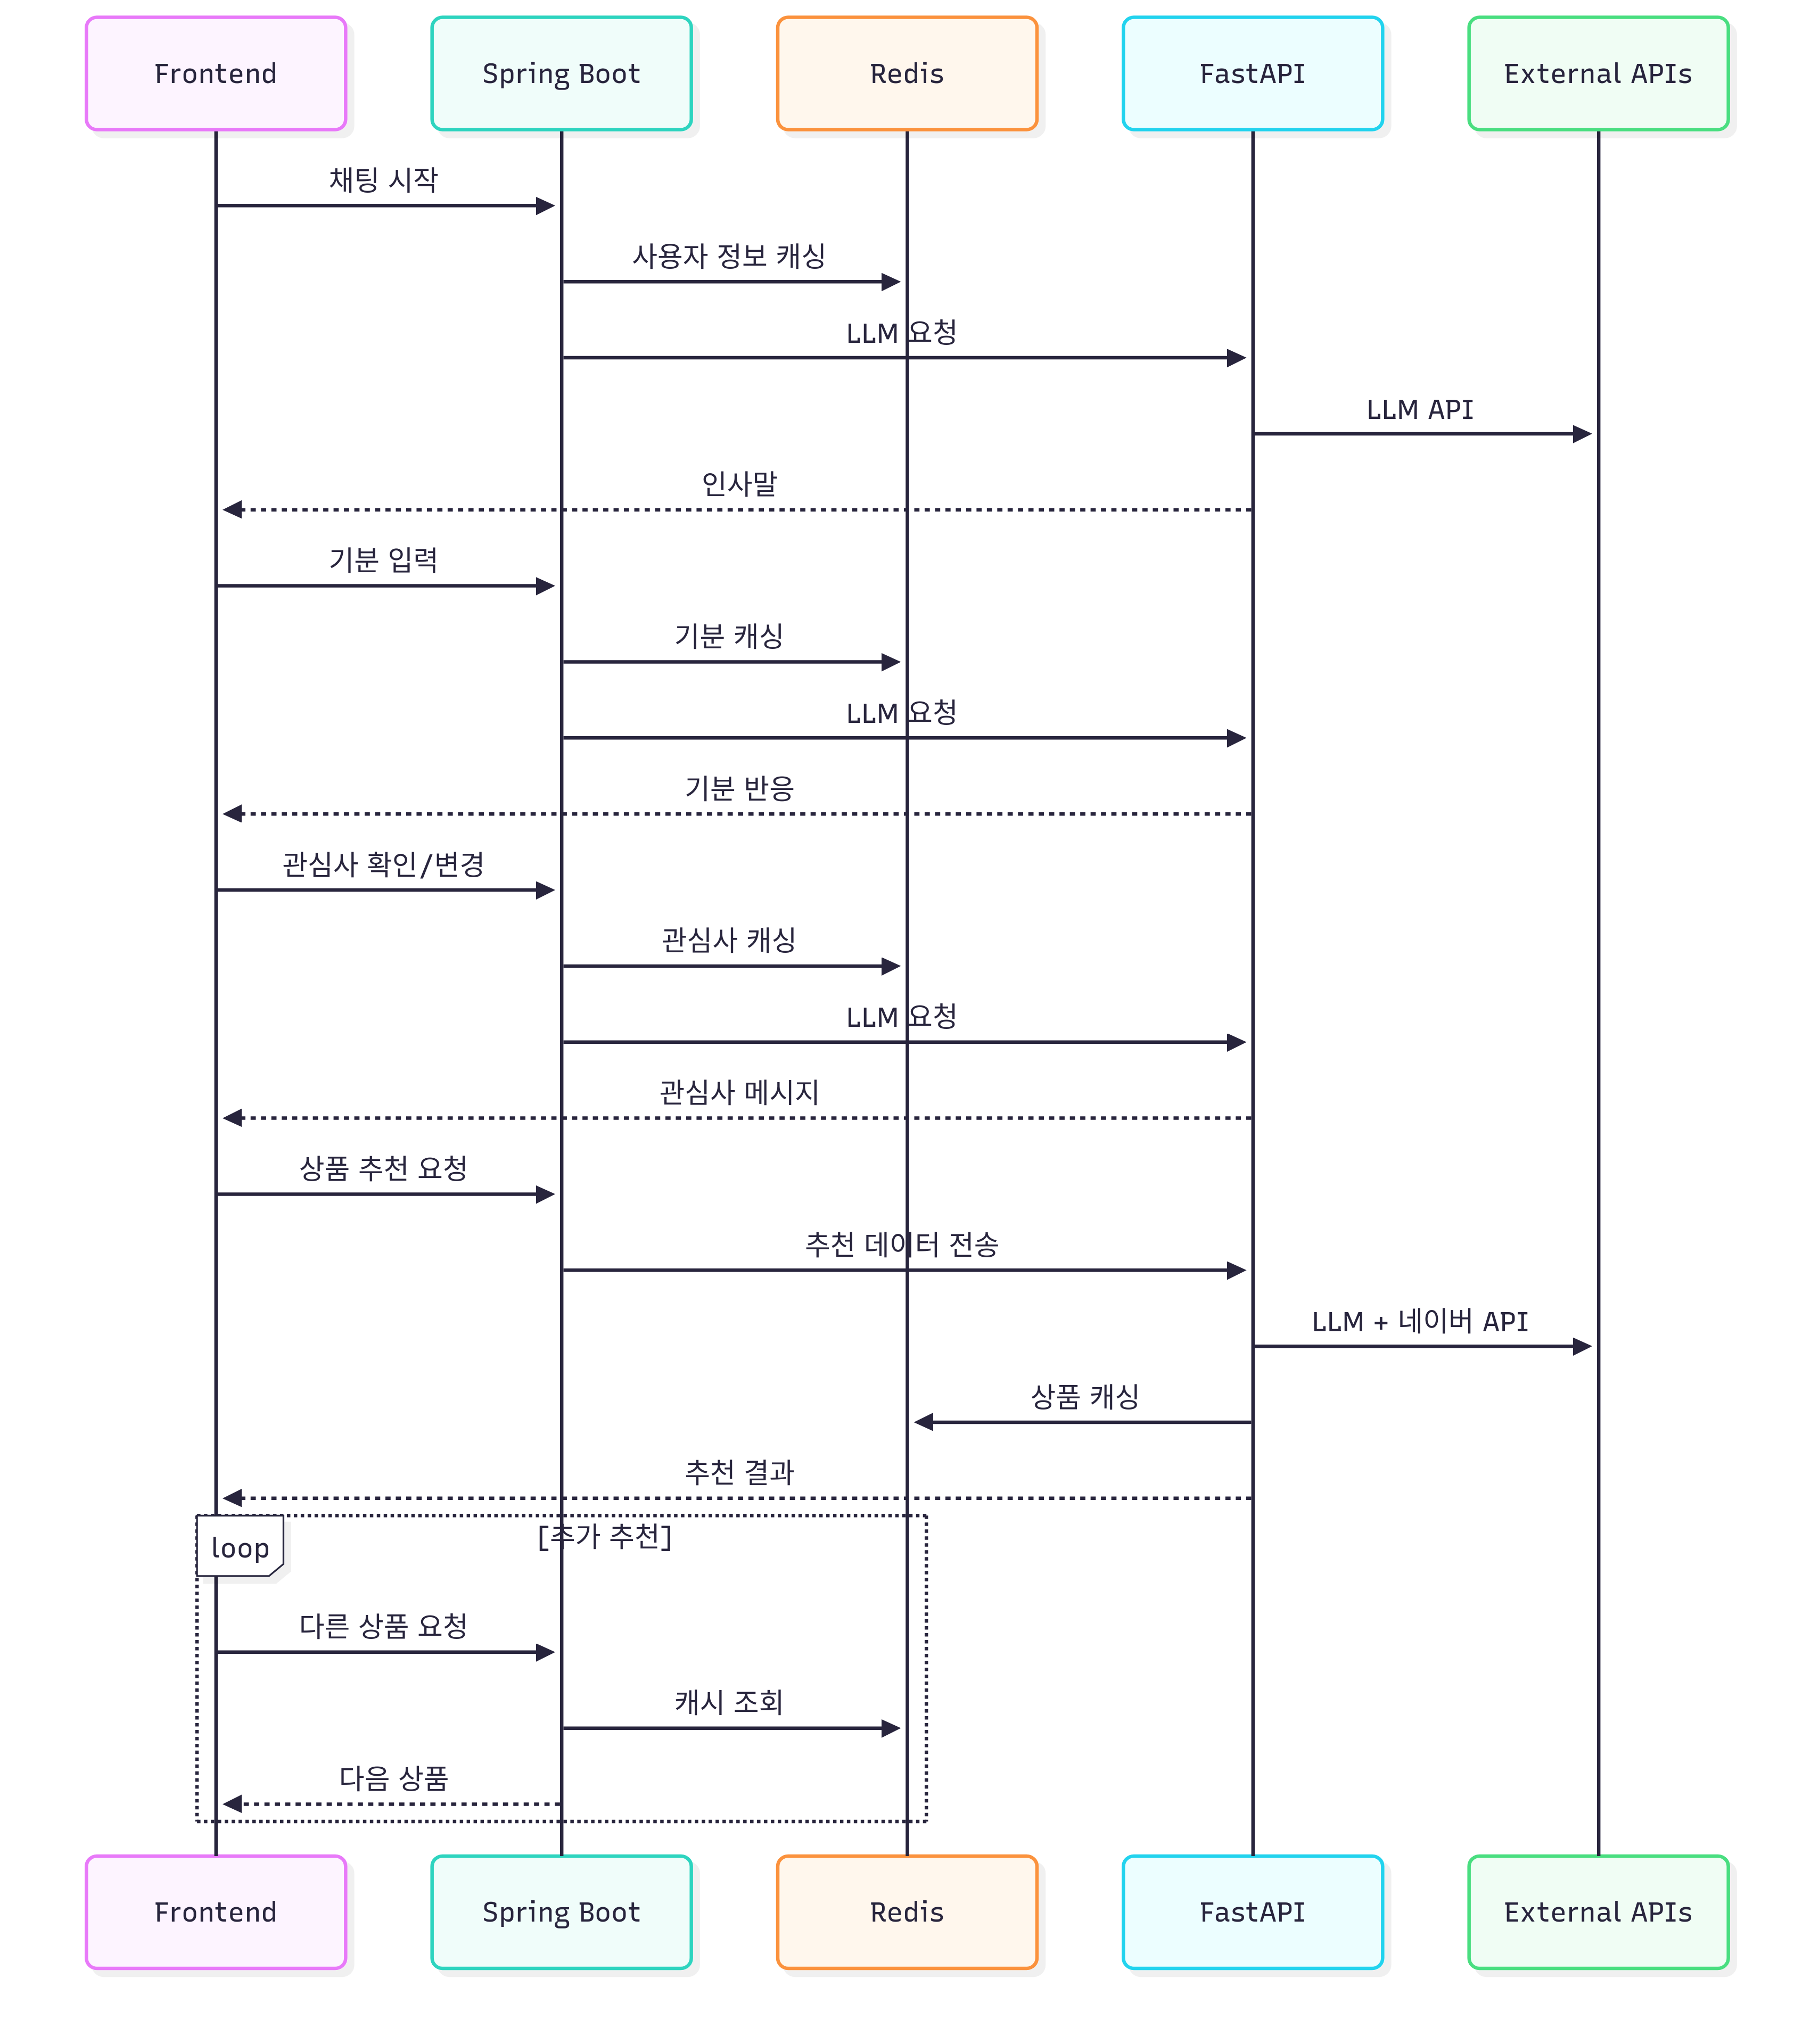 Frontend
Spring Boot
Redis
FastAPI
External APIs
채팅 시작
사용자 정보 캐싱
LLM 요청
LLM API
인사말
기분 입력
기분 캐싱
LLM 요청
기분 반응
관심사 확인/변경
관심사 캐싱
LLM 요청
관심사 메시지
상품 추천 요청
추천 데이터 전송
LLM + 네이버 API
상품 캐싱
추천 결과
loop
[추가 추천]
다른 상품 요청
캐시 조회
다음 상품
Frontend
Spring Boot
Redis
FastAPI
External APIs